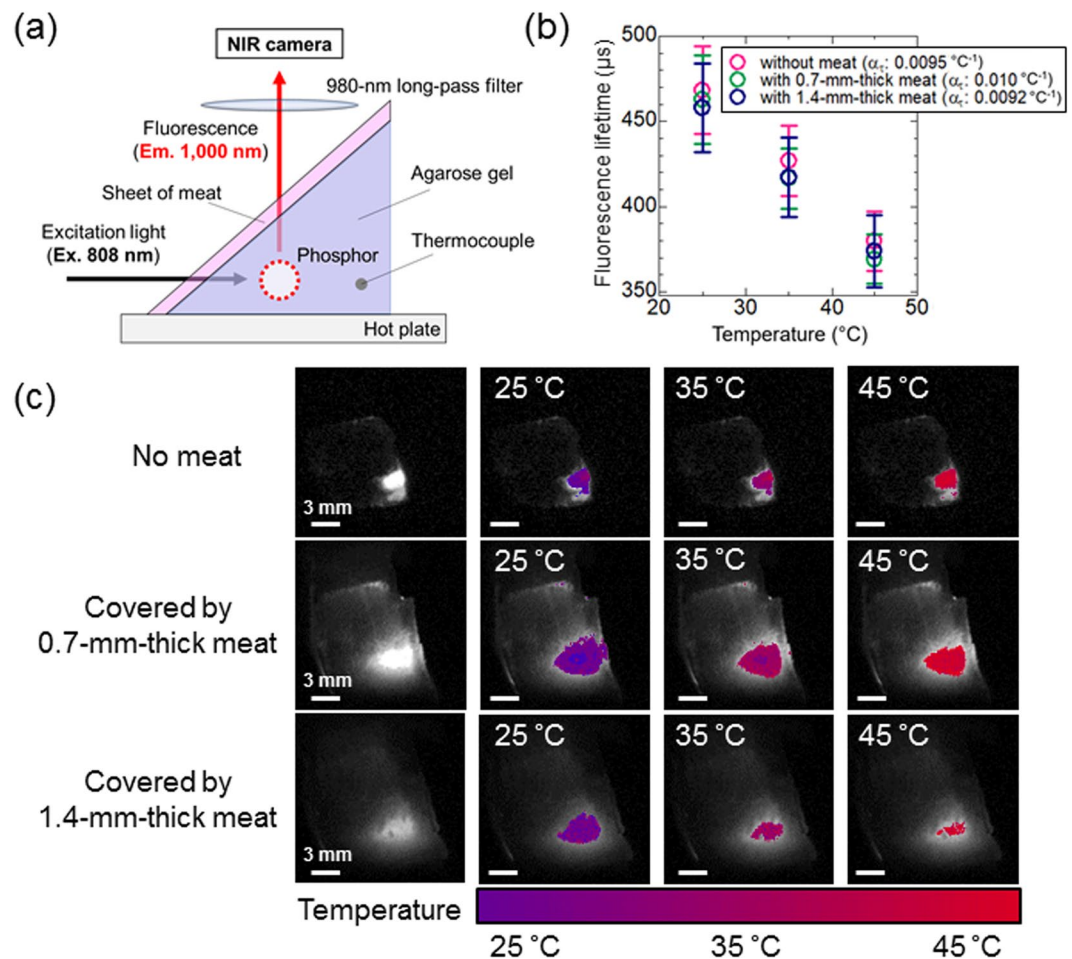 (a)
NIR camera
980-nm long-pass filter
Fluorescence
(Em. 1,000 nm)
Sheet of meat
Agarose gel
Excitation light
(Ex. 808 nm)
Phosphor
Thermocouple
Hot plate
(b)
500
450
400
350
20
30
40
50
Fluorescence lifetime (μs)
Temperature (°C)
without meat (ατ: 0.0095 °C-1)
with 0.7-mm-thick meat (ατ: 0.010 °C-1)
with 1.4-mm-thick meat (ατ: 0.0092 °C-1)
(c)
25 °C
35 °C
45 °C
No meat
3 mm
25 °C
35 °C
45 °C
Covered by
0.7-mm-thick meat
3 mm
25 °C
35 °C
45 °C
Covered by
1.4-mm-thick meat
3 mm
Temperature
25 °C
35 °C
45 °C